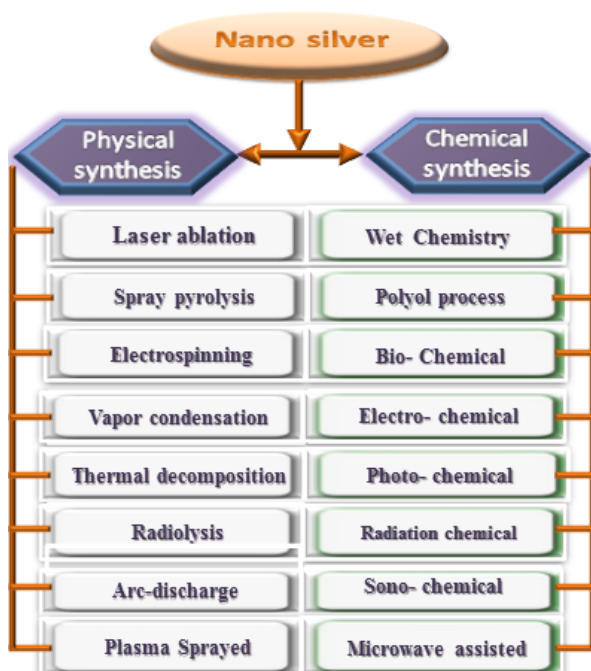 Nano silver
Physical
synthesis
Chemical
synthesis
Laser ablation
Wet Chemistry
Spray pyrolysis
Polyol process
Electrospinning
Bio- Chemical
Vapor condensation
Electro- chemical
Thermal decomposition
Photo- chemical
Radiolysis
Radiation chemical
Arc-discharge
Sono- chemical
Plasma Sprayed
Microwave assisted